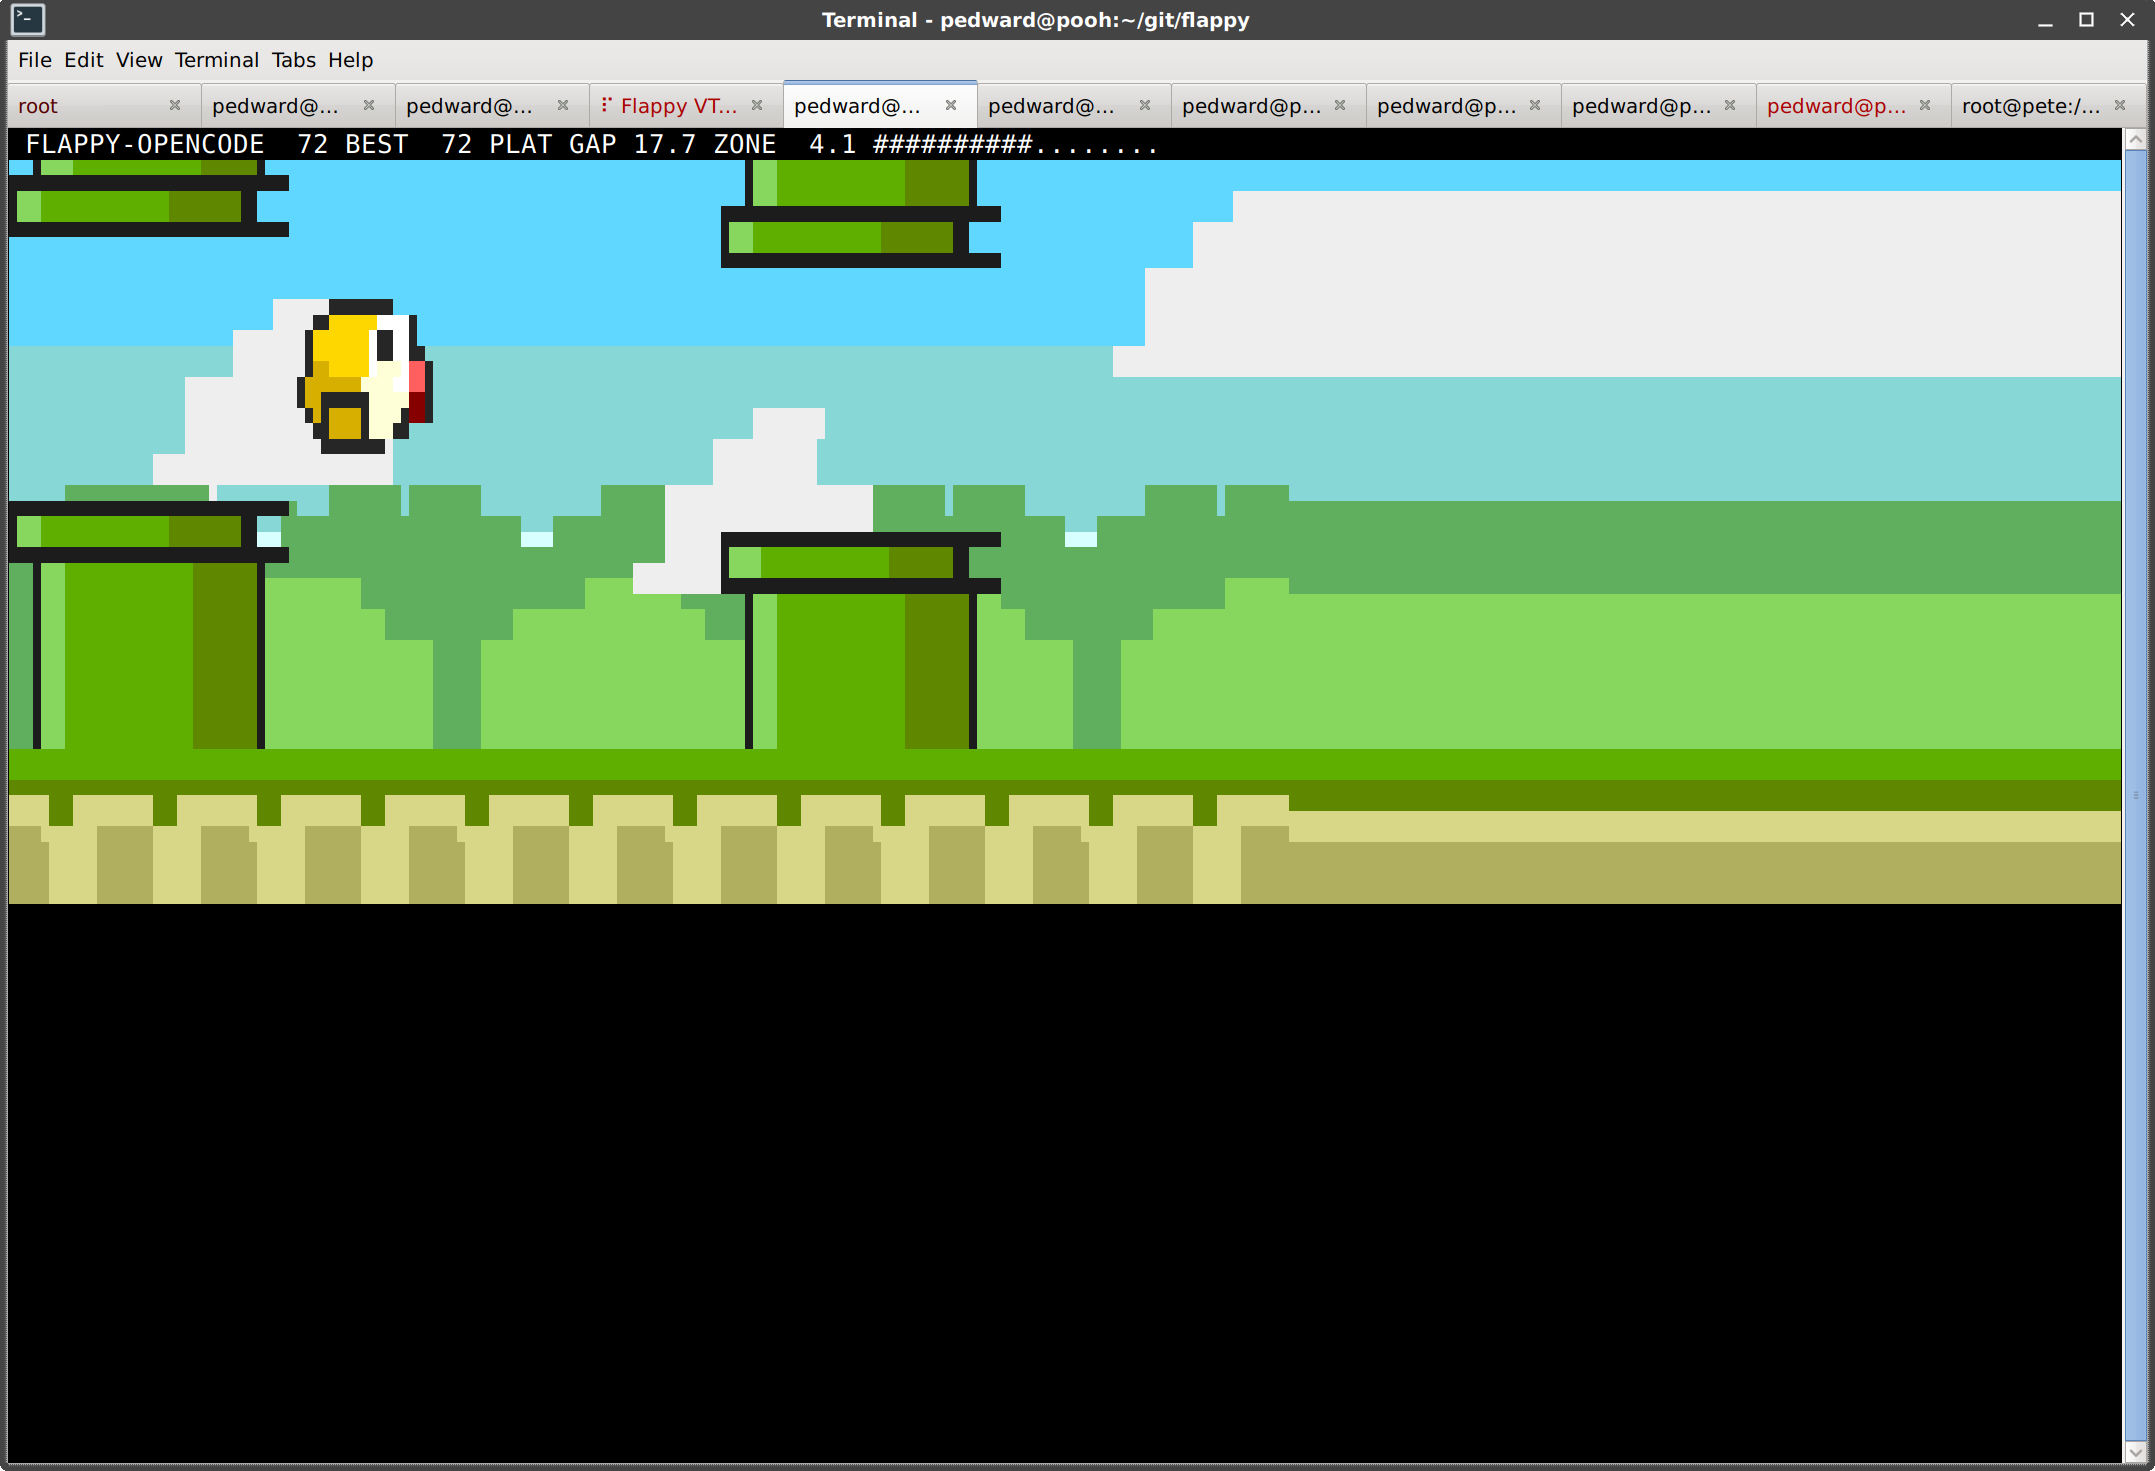 Terminal - pedward@pooh:~/git/flappy
File Edit View Terminal Tabs Help
root pedward@... pedward@... Flappy VT... pedward@... pedward@... pedward@p... pedward@p... pedward@p... pedward@p... root@pete:/...
FLAPPY-OPENCODE 72 BEST 72 PLAT GAP 17.7 ZONE 4.1 ##########........